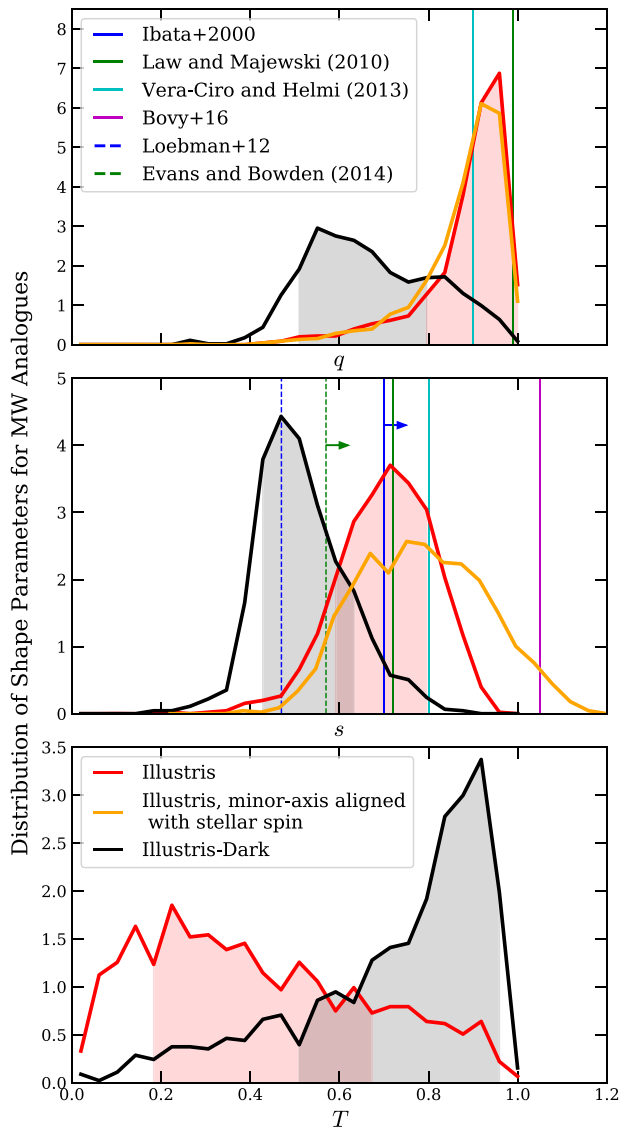 Distribution of Shape Parameters for MW Analogues
8
7
6
5
4
3
2
1
0
Ibata+2000
Law and Majewski (2010)
Vera-Ciro and Helmi (2013)
Bovy+16
Loebman+12
Evans and Bowden (2014)
q
5
4
3
2
1
0
s
3.5
3.0
2.5
2.0
1.5
1.0
0.5
0.0
Illustris
Illustris, minor-axis aligned
with stellar spin
Illustris-Dark
0.0 0.2 0.4 0.6 0.8 1.0 1.2
T